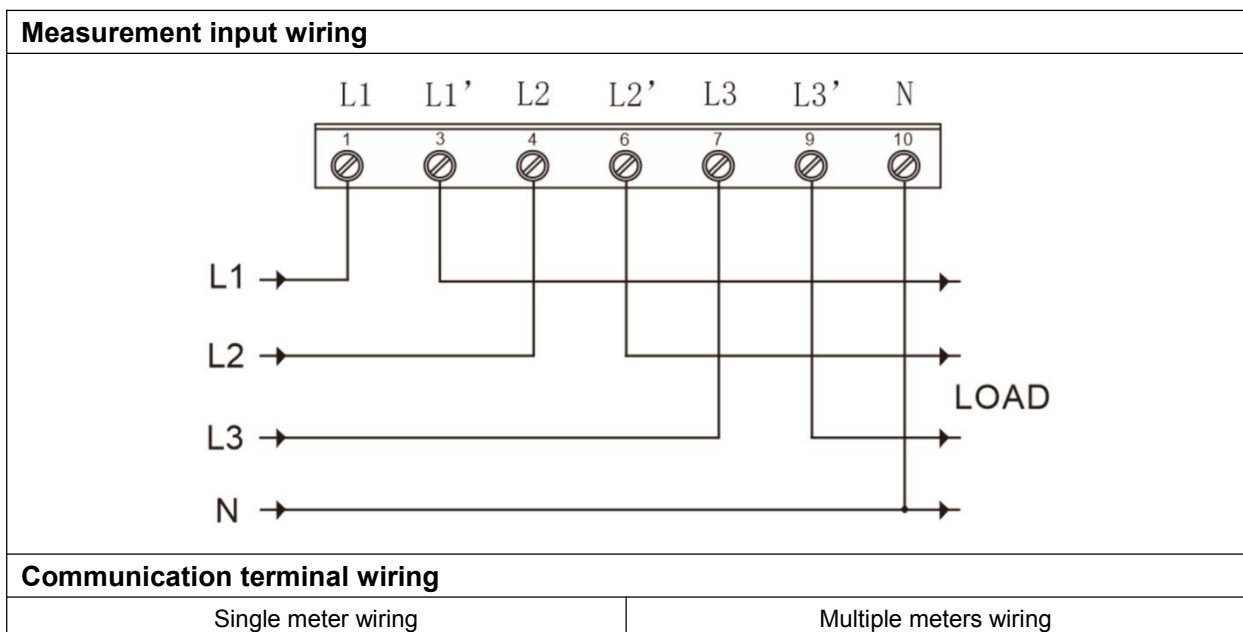 Measurement input wiring
L1 L1’ L2 L2’ L3 L3’ N
1 3 4 6 7 9 10
L1
L2
LOAD
L3
N
Communication terminal wiring
Single meter wiring Multiple meters wiring